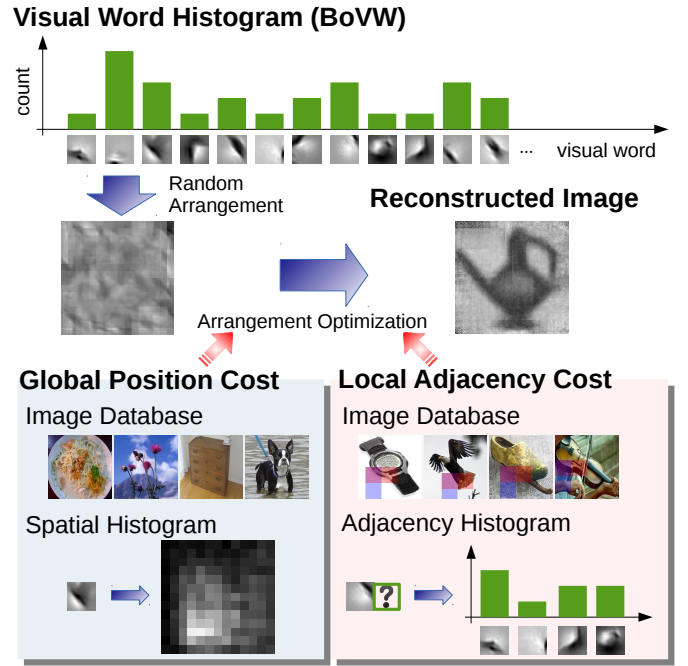 Visual Word Histogram (BoVW)
count
... visual word
Random
Arrangement
Reconstructed Image
Arrangement Optimization
Global Position Cost
Image Database
Spatial Histogram
Local Adjacency Cost
Image Database
Adjacency Histogram
?